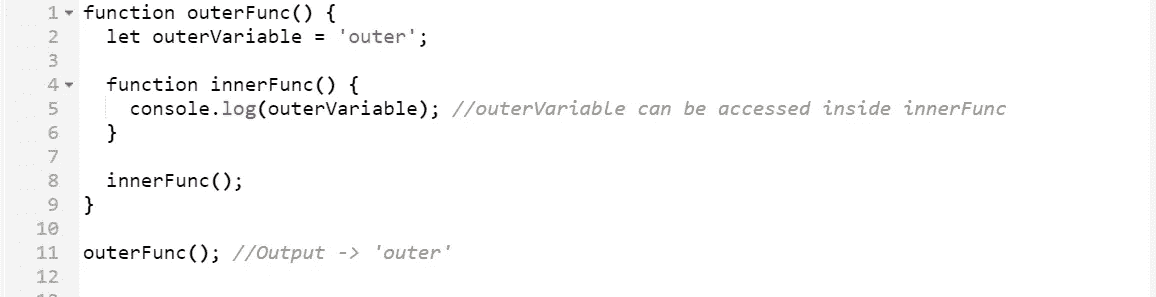 1 function outerFunc() {
2 let outerVariable = 'outer';
3
4 function innerFunc() {
5 console.log(outerVariable); //outerVariable can be accessed inside innerFunc
6 }
7
8 innerFunc();
9 }
10
11 outerFunc(); //Output -> 'outer'
12